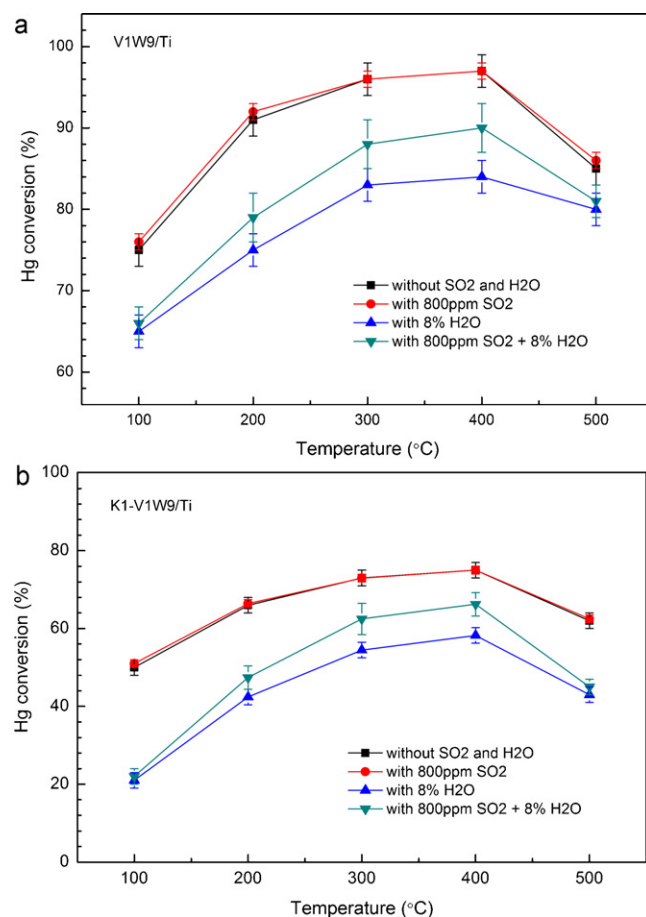 a
V1W9/Ti
100
90
80
70
60
Hg conversion (%)
without SO2 and H2O
with 800ppm SO2
with 8% H2O
with 800ppm SO2 + 8% H2O
100 200 300 400 500
Temperature (°C)
b
K1-V1W9/Ti
100
80
60
40
20
0
Hg conversion (%)
without SO2 and H2O
with 800ppm SO2
with 8% H2O
with 800ppm SO2 + 8% H2O
100 200 300 400 500
Temperature (°C)